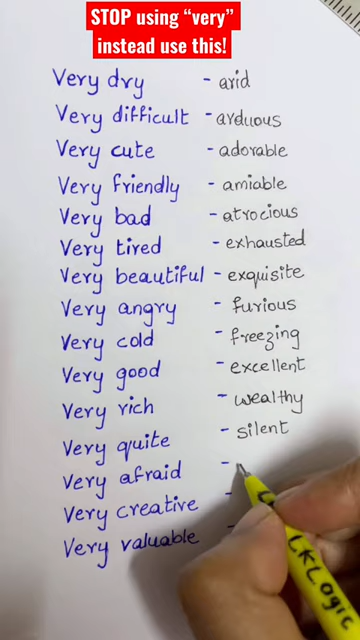 STOP using “very”
instead use this!
Very dry - arid
Very difficult - arduous
Very cute - adorable
Very friendly - amiable
Very bad - atrocious
Very tired - exhausted
Very beautiful - exquisite
Very angry - furious
Very cold - freezing
Very good - excellent
Very rich - wealthy
Very quite - silent
Very afraid -
Very creative -
Very valuable -
LKLogic